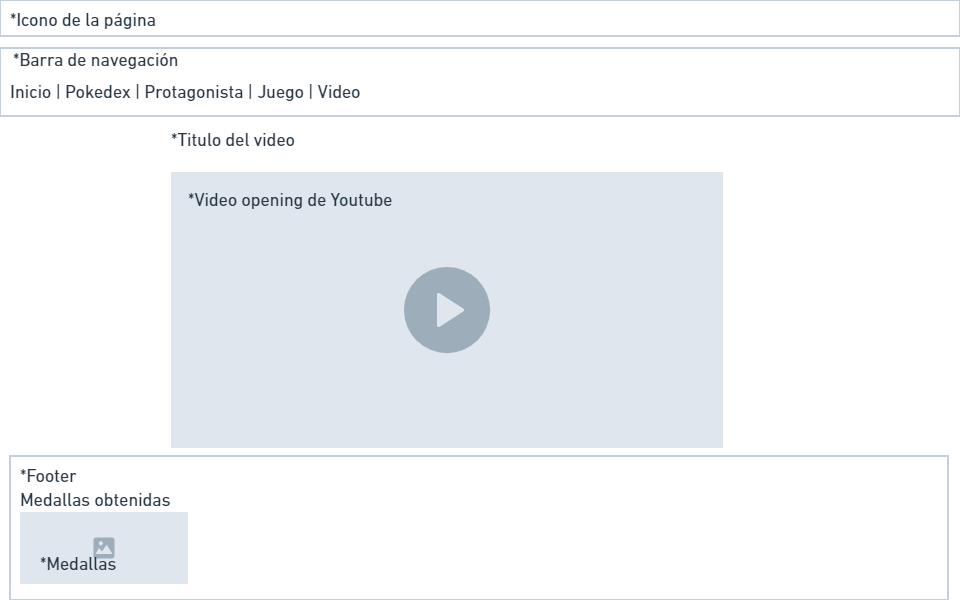 *Icono de la página
*Barra de navegación
Inicio | Pokedex | Protagonista | Juego | Video
*Titulo del video
*Video opening de Youtube
*Footer
Medallas obtenidas
*Medallas